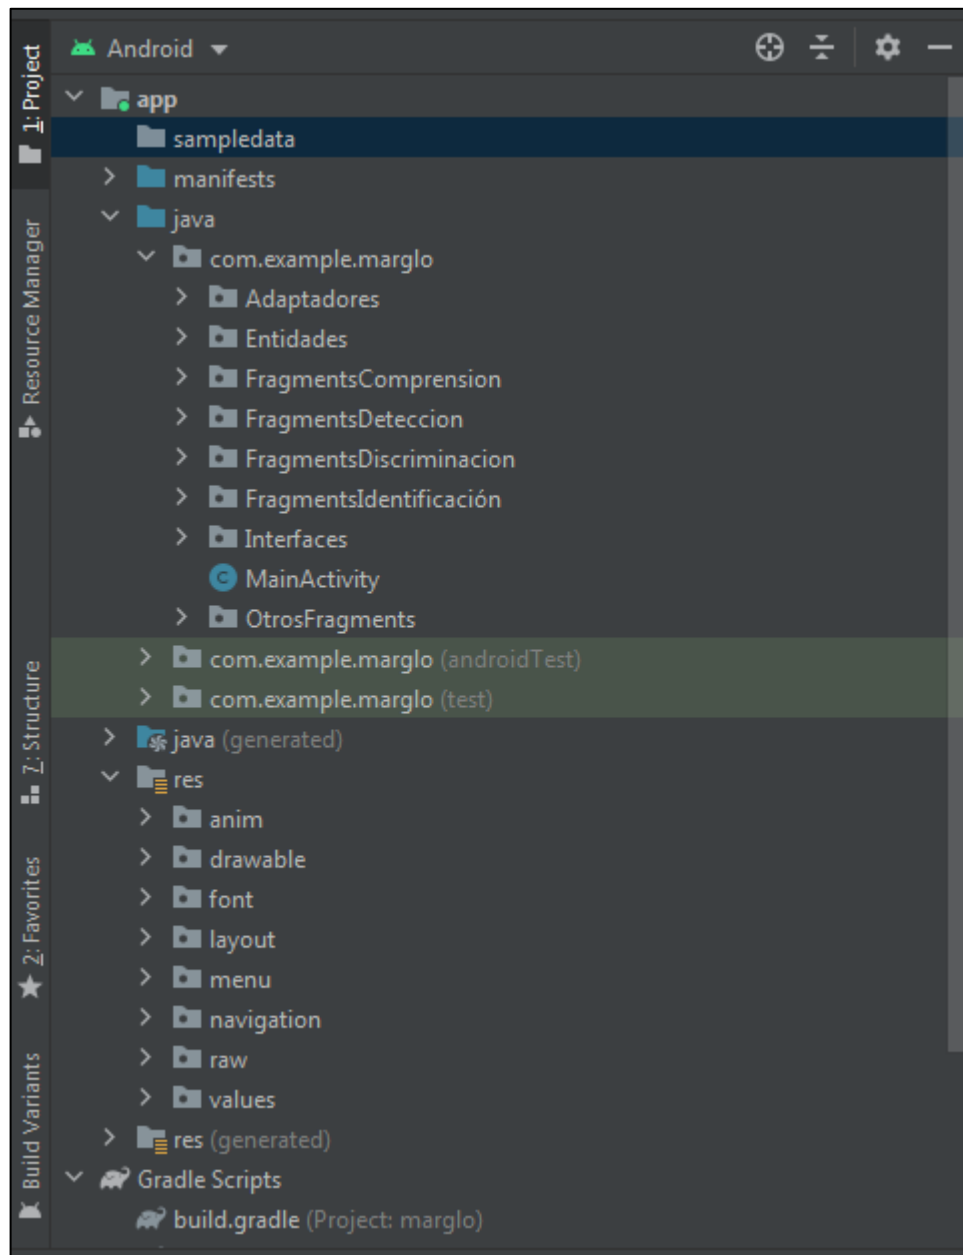 Android
app
sampledata
manifests
java
com.example.marglo
Adaptadores
Entidades
FragmentsComprension
FragmentsDeteccion
FragmentsDiscriminacion
FragmentsIdentificación
Interfaces
MainActivity
OtrosFragments
com.example.marglo (androidTest)
com.example.marglo (test)
java (generated)
res
anim
drawable
font
layout
menu
navigation
raw
values
res (generated)
Gradle Scripts
build.gradle (Project: marglo)
1: Project
Resource Manager
7: Structure
2: Favorites
Build Variants